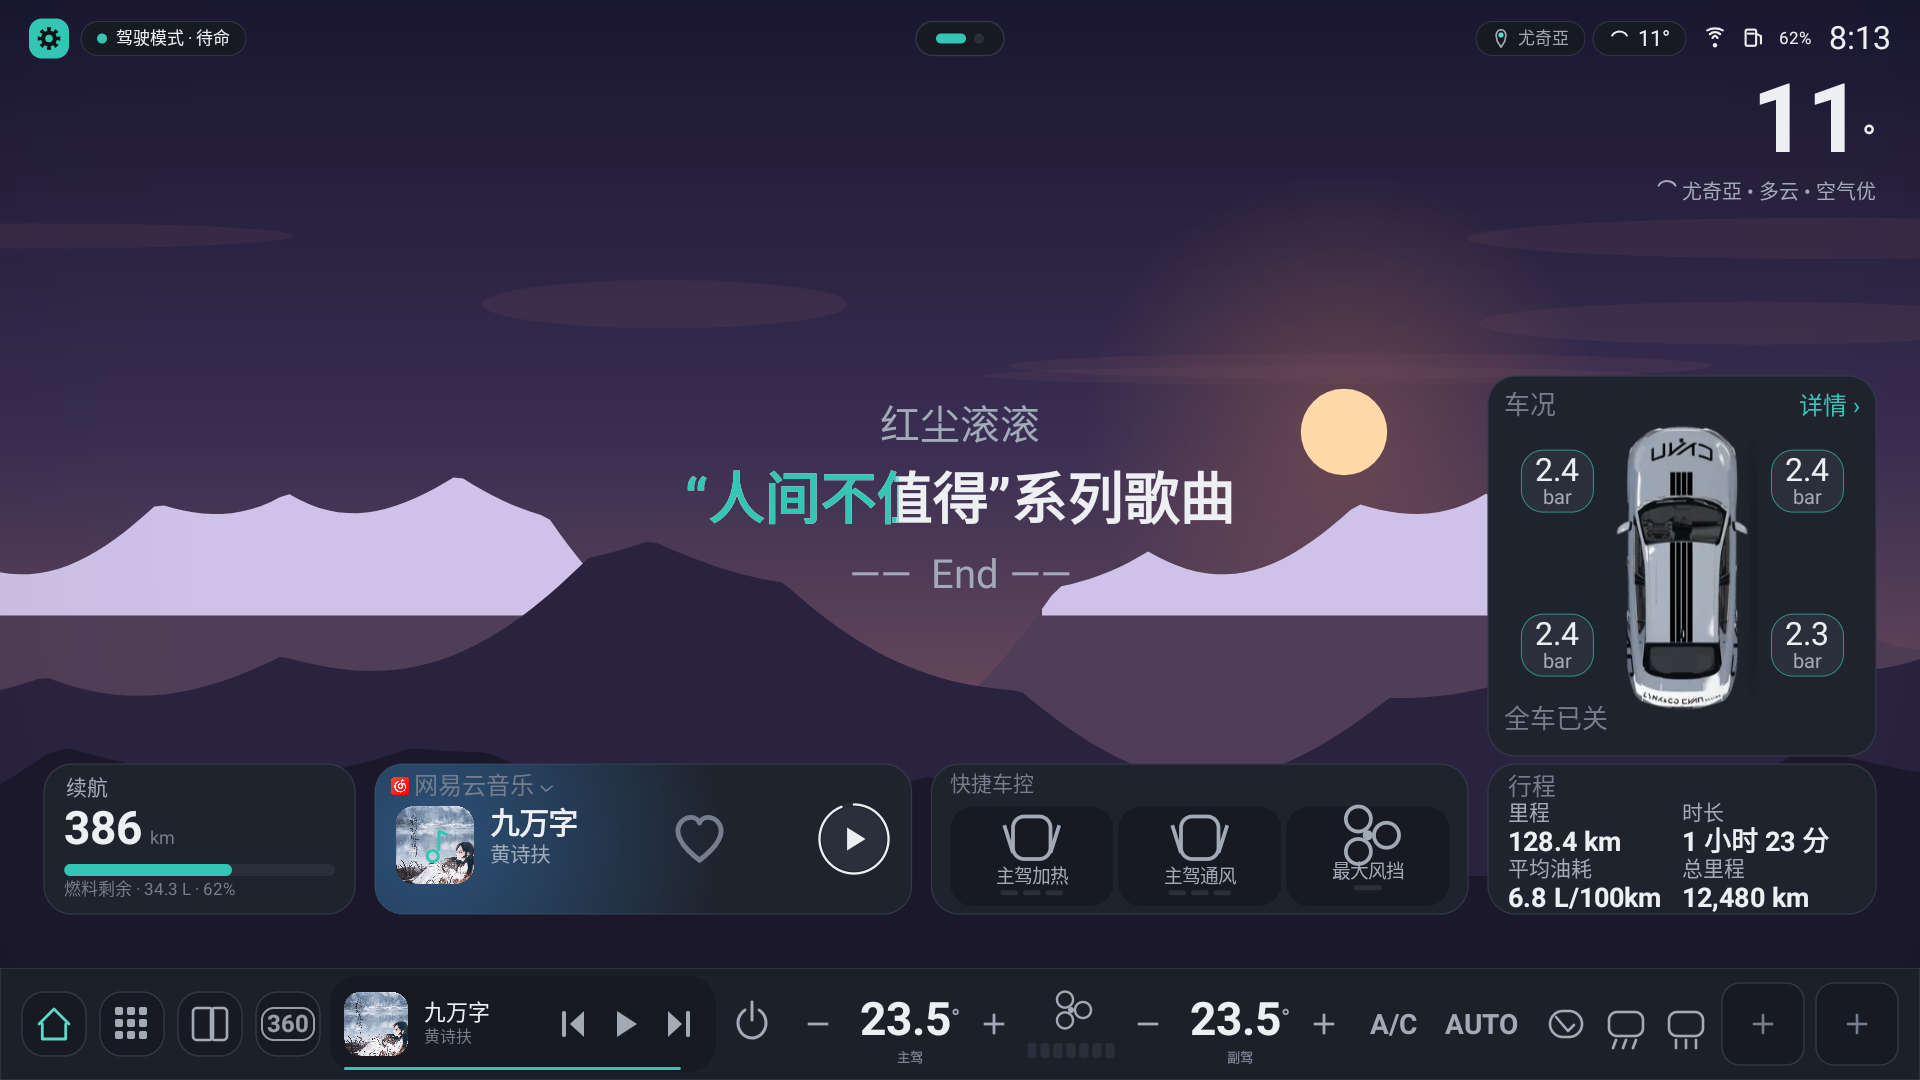 驾驶模式 · 待命
尤奇亞
11°
62%
8:13
11°
尤奇亞 • 多云 • 空气优
红尘滚滚
“人间不值得”系列歌曲
—— End ——
车况
详情 ›
2.4
bar
2.4
bar
2.4
bar
2.3
bar
全车已关
续航
386 km
燃料剩余 · 34.3 L · 62%
网易云音乐
九万字
黄诗扶
快捷车控
主驾加热
主驾通风
最大风挡
行程
里程
128.4 km
时长
1 小时 23 分
平均油耗
6.8 L/100km
总里程
12,480 km
360
九万字
黄诗扶
23.5°
主驾
23.5°
副驾
A/C
AUTO